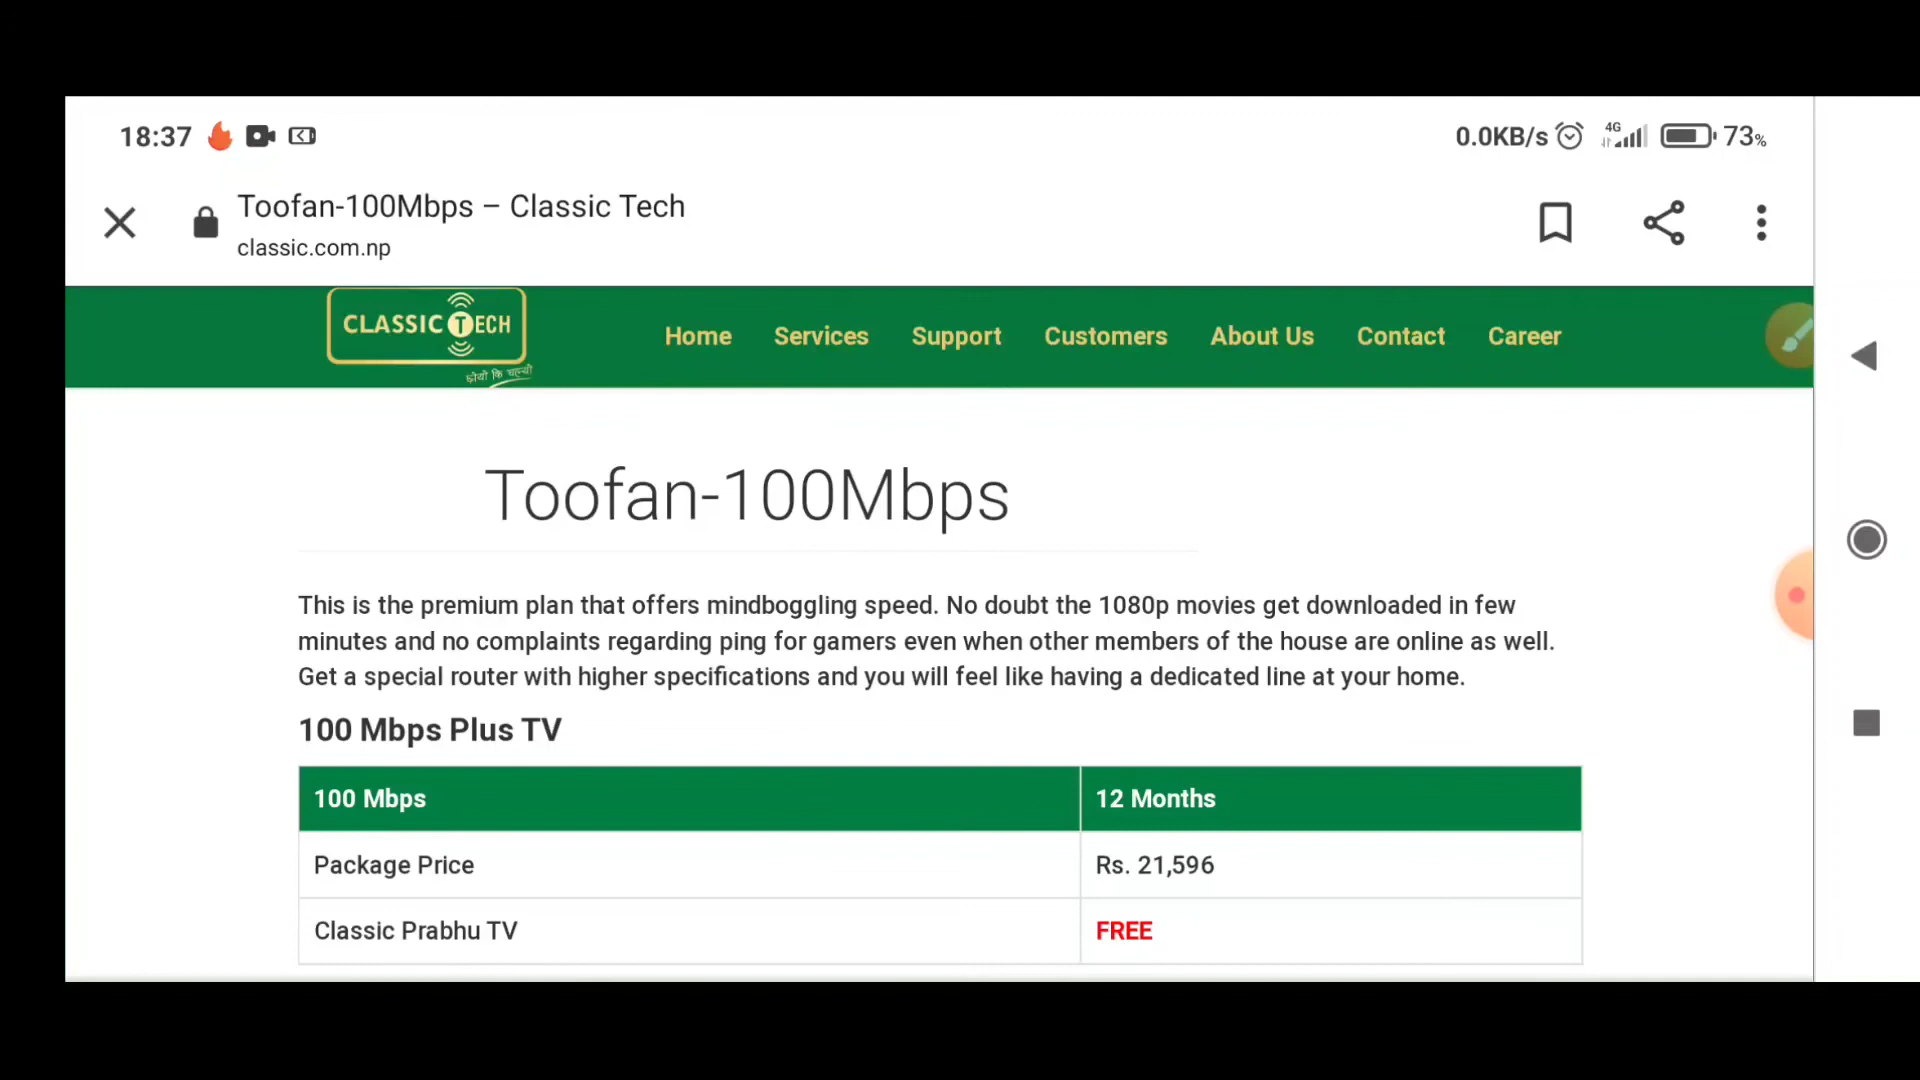 18:37
0.0KB/s 4G 73%
Toofan-100Mbps – Classic Tech
classic.com.np
CLASSIC TECH
छोयो कि चल्यो
Home Services Support Customers About Us Contact Career
Toofan-100Mbps
This is the premium plan that offers mindboggling speed. No doubt the 1080p movies get downloaded in few
minutes and no complaints regarding ping for gamers even when other members of the house are online as well.
Get a special router with higher specifications and you will feel like having a dedicated line at your home.
100 Mbps Plus TV
100 Mbps 12 Months
Package Price Rs. 21,596
Classic Prabhu TV FREE